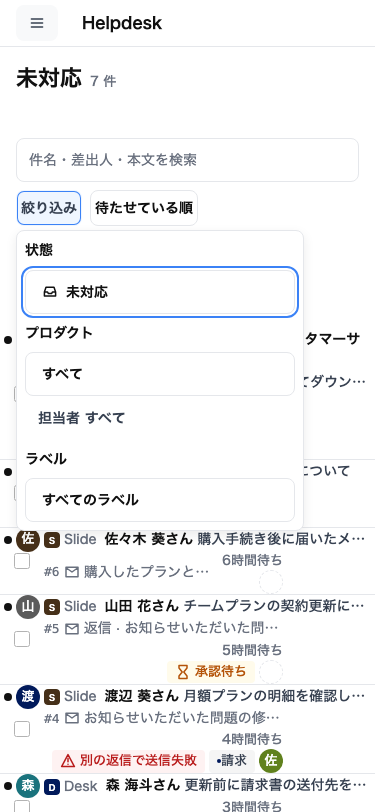 Helpdesk
未対応 7 件
件名・差出人・本文を検索
絞り込み 待たせている順
状態
未対応
タマーサ
プロダクト
すべて
てダウン…
担当者 すべて
ラベル
について
すべてのラベル
佐 S Slide 佐々木 葵さん 購入手続き後に届いたメ…
6時間待ち
#6 購入したプランと…
山 S Slide 山田 花さん チームプランの契約更新に…
#5 返信 · お知らせいただいた問…
5時間待ち
承認待ち
渡 S Slide 渡辺 葵さん 月額プランの明細を確認し…
#4 お知らせいただいた問題の修…
4時間待ち
別の返信で送信失敗 •請求 佐
森 D Desk 森 海斗さん 更新前に請求書の送付先を…
3時間待ち